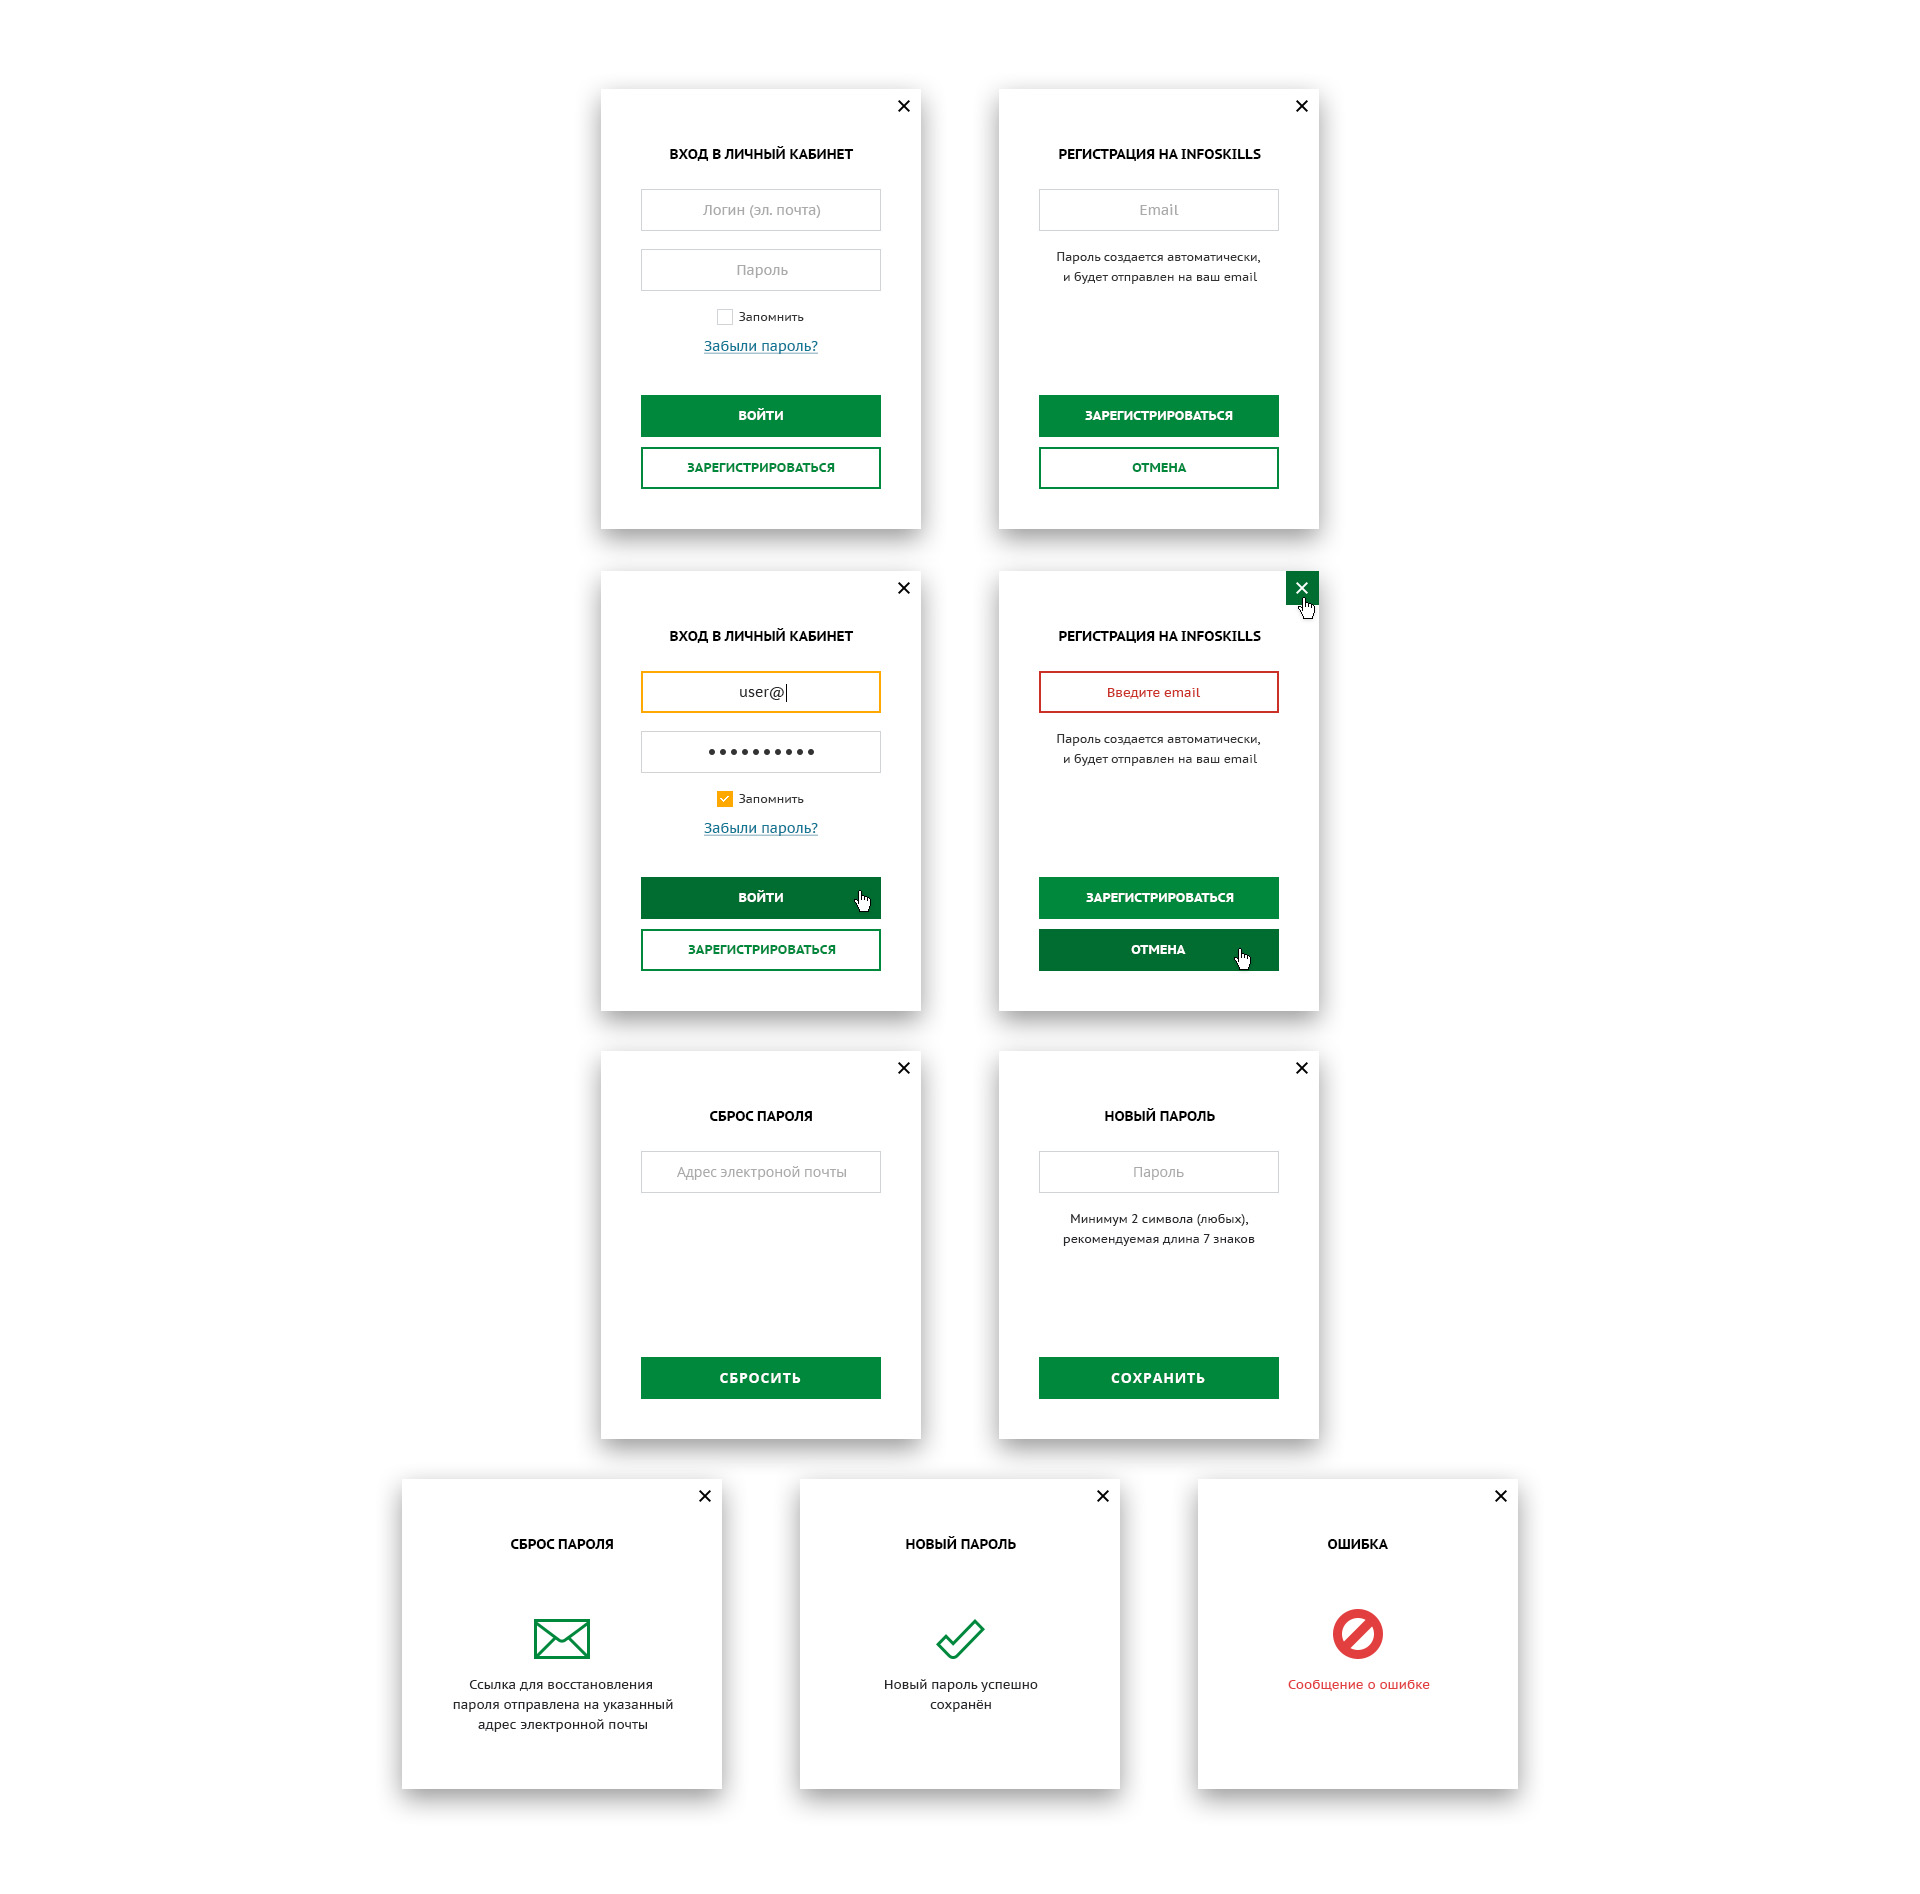 ВХОД В ЛИЧНЫЙ КАБИНЕТ
Логин (эл. почта)
Пароль
Запомнить
Забыли пароль?
ВОЙТИ
ЗАРЕГИСТРИРОВАТЬСЯ
РЕГИСТРАЦИЯ НА INFOSKILLS
Email
Пароль создается автоматически,
и будет отправлен на ваш email
ЗАРЕГИСТРИРОВАТЬСЯ
ОТМЕНА
ВХОД В ЛИЧНЫЙ КАБИНЕТ
user@
Запомнить
Забыли пароль?
ВОЙТИ
ЗАРЕГИСТРИРОВАТЬСЯ
РЕГИСТРАЦИЯ НА INFOSKILLS
Введите email
Пароль создается автоматически,
и будет отправлен на ваш email
ЗАРЕГИСТРИРОВАТЬСЯ
ОТМЕНА
СБРОС ПАРОЛЯ
Адрес электроной почты
СБРОСИТЬ
НОВЫЙ ПАРОЛЬ
Пароль
Минимум 2 символа (любых),
рекомендуемая длина 7 знаков
СОХРАНИТЬ
СБРОС ПАРОЛЯ
Ссылка для восстановления
пароля отправлена на указанный
адрес электронной почты
НОВЫЙ ПАРОЛЬ
Новый пароль успешно
сохранён
ОШИБКА
Сообщение о ошибке